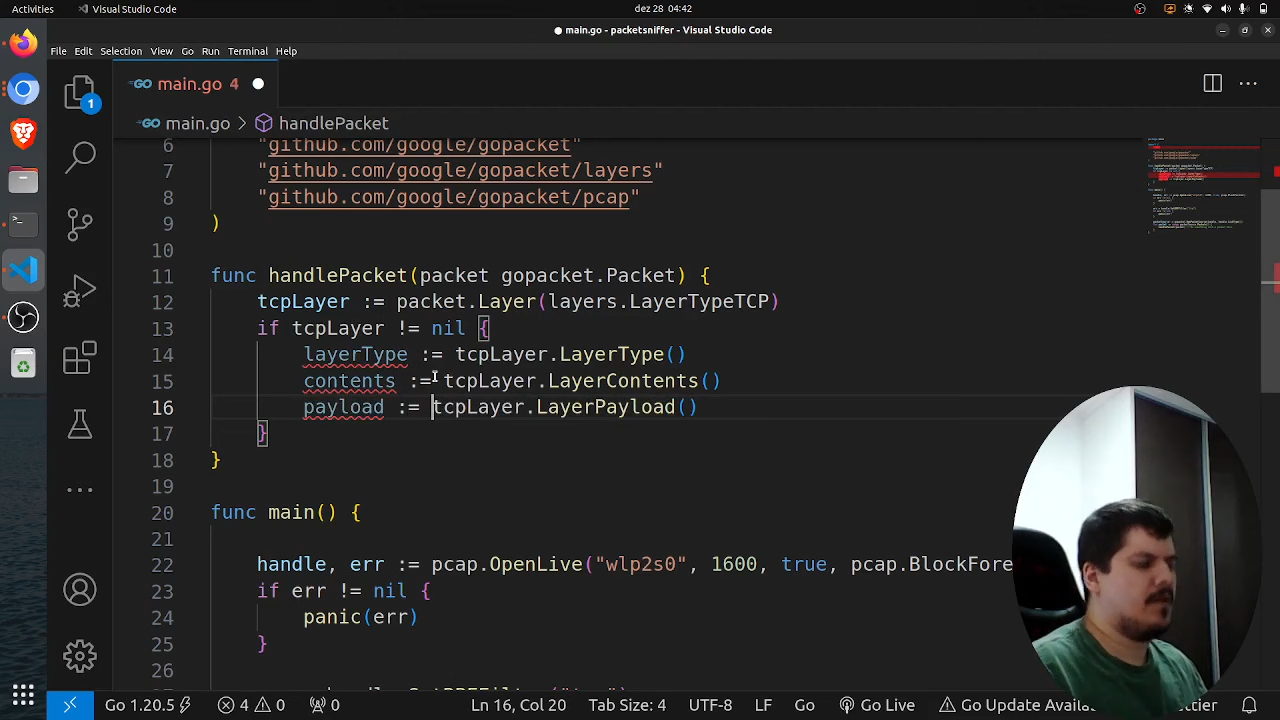 Activities
Visual Studio Code
dez 28 04:42
main.go - packetsniffer - Visual Studio Code
File Edit Selection View Go Run Terminal Help
GO main.go 4
GO main.go > handlePacket
6 "github.com/google/gopacket"
7 "github.com/google/gopacket/layers"
8 "github.com/google/gopacket/pcap"
9 )
10
11 func handlePacket(packet gopacket.Packet) {
12 tcpLayer := packet.Layer(layers.LayerTypeTCP)
13 if tcpLayer != nil {
14 layerType := tcpLayer.LayerType()
15 contents := tcpLayer.LayerContents()
16 payload := tcpLayer.LayerPayload()
17 }
18 }
19
20 func main() {
21
22 handle, err := pcap.OpenLive("wlp2s0", 1600, true, pcap.BlockFore
23 if err != nil {
24 panic(err)
25 }
26
1
Go 1.20.5 4 0 0 Ln 16, Col 20 Tab Size: 4 UTF-8 LF Go Go Live Go Update Availa